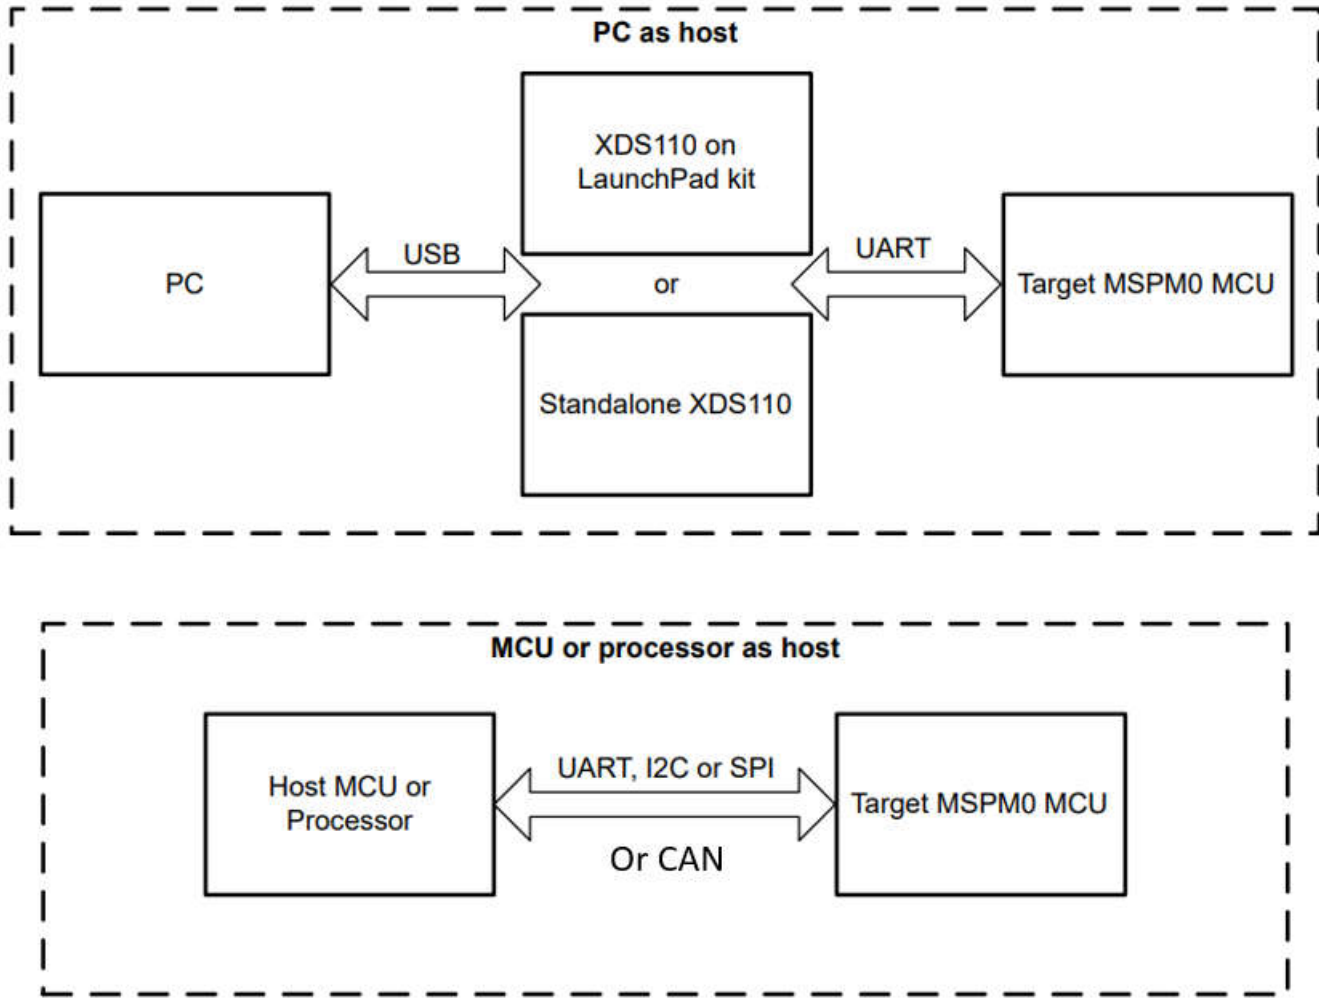 PC as host
XDS110 on
LaunchPad kit
PC
USB
or
UART
Target MSPM0 MCU
Standalone XDS110
MCU or processor as host
Host MCU or
Processor
UART, I2C or SPI
Or CAN
Target MSPM0 MCU